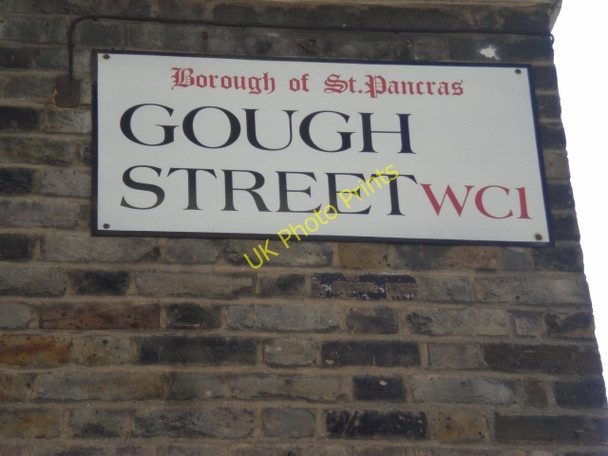 Borough of St. Pancras
GOUGH
STREET WC1
UK Photo Prints